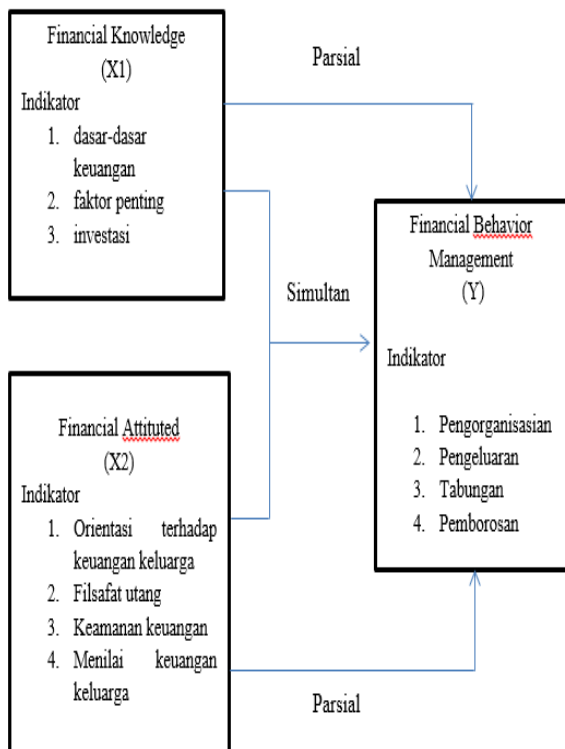 Financial Knowledge
(X1)
Indikator
1. dasar-dasar
keuangan
2. faktor penting
3. investasi
Parsial
Simultan
Financial Attituted
(X2)
Indikator
1. Orientasi terhadap
keuangan keluarga
2. Filsafat utang
3. Keamanan keuangan
4. Menilai keuangan
keluarga
Parsial
Financial Behavior
Management
(Y)
Indikator
1. Pengorganisasian
2. Pengeluaran
3. Tabungan
4. Pemborosan